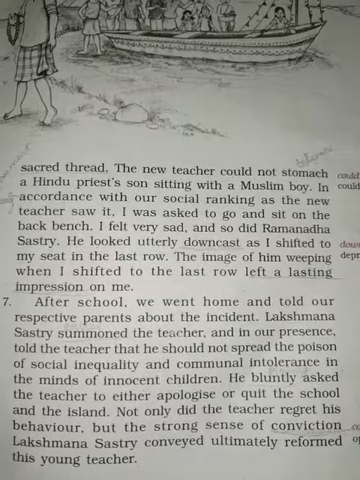 sacred thread. The new teacher could not stomach
a Hindu priest's son sitting with a Muslim boy. In
accordance with our social ranking as the new
teacher saw it, I was asked to go and sit on the
back bench. I felt very sad, and so did Ramanadha
Sastry. He looked utterly downcast as I shifted to
my seat in the last row. The image of him weeping
when I shifted to the last row left a lasting
impression on me.
7. After school, we went home and told our
respective parents about the incident. Lakshmana
Sastry summoned the teacher, and in our presence,
told the teacher that he should not spread the poison
of social inequality and communal intolerance in
the minds of innocent children. He bluntly asked
the teacher to either apologise or quit the school
and the island. Not only did the teacher regret his
behaviour, but the strong sense of conviction
Lakshmana Sastry conveyed ultimately reformed
this young teacher.
could
could
down
depr